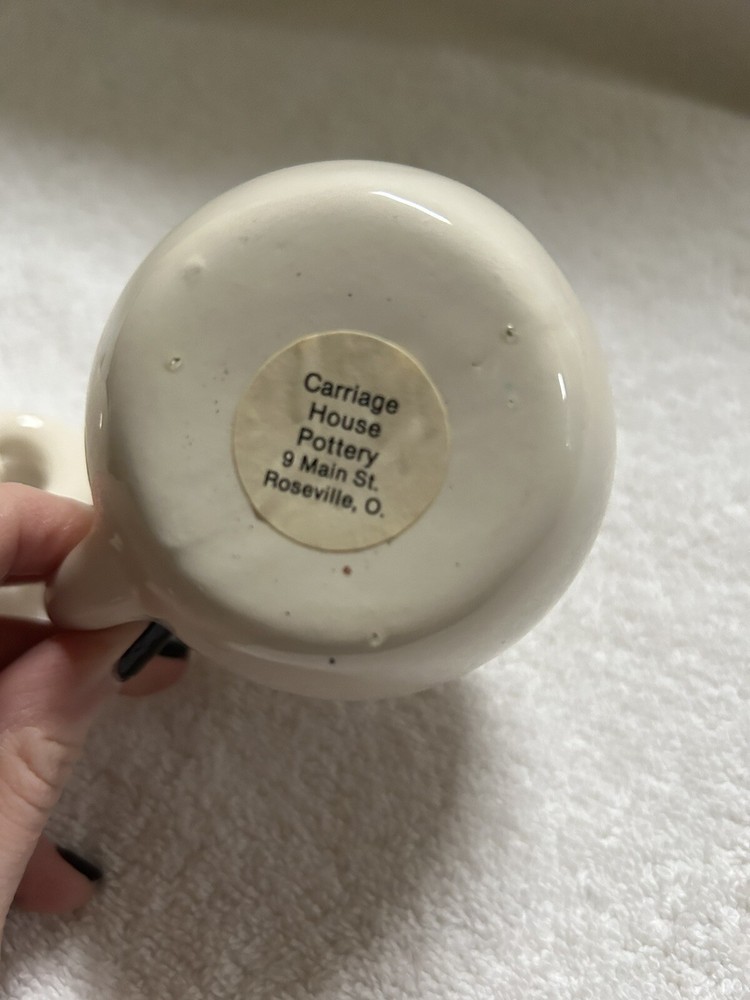 Carriage
House
Pottery
9 Main St.
Roseville, O.